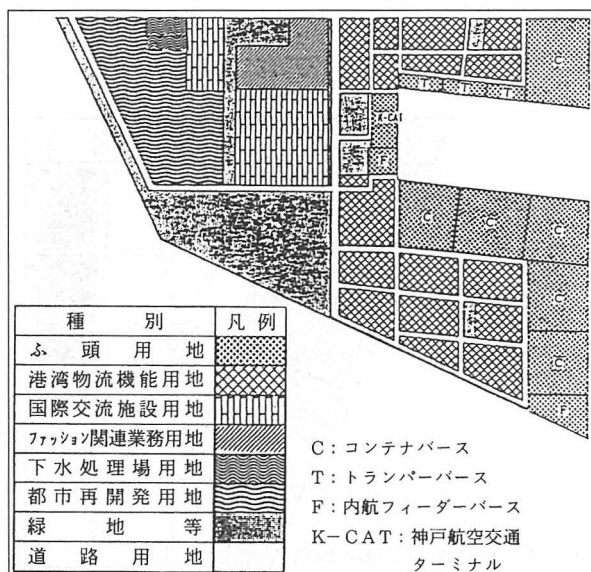 C
T T T
K-CAT
F
C C C
C
C
F
種別 凡例
ふ頭用地
港湾物流機能用地
国際交流施設用地
ファッション関連業務用地
下水処理場用地
都市再開発用地
緑地等
道路用地
C:コンテナバース
T:トランパーバース
F:内航フィーダーバース
K-CAT:神戸航空交通
ターミナル